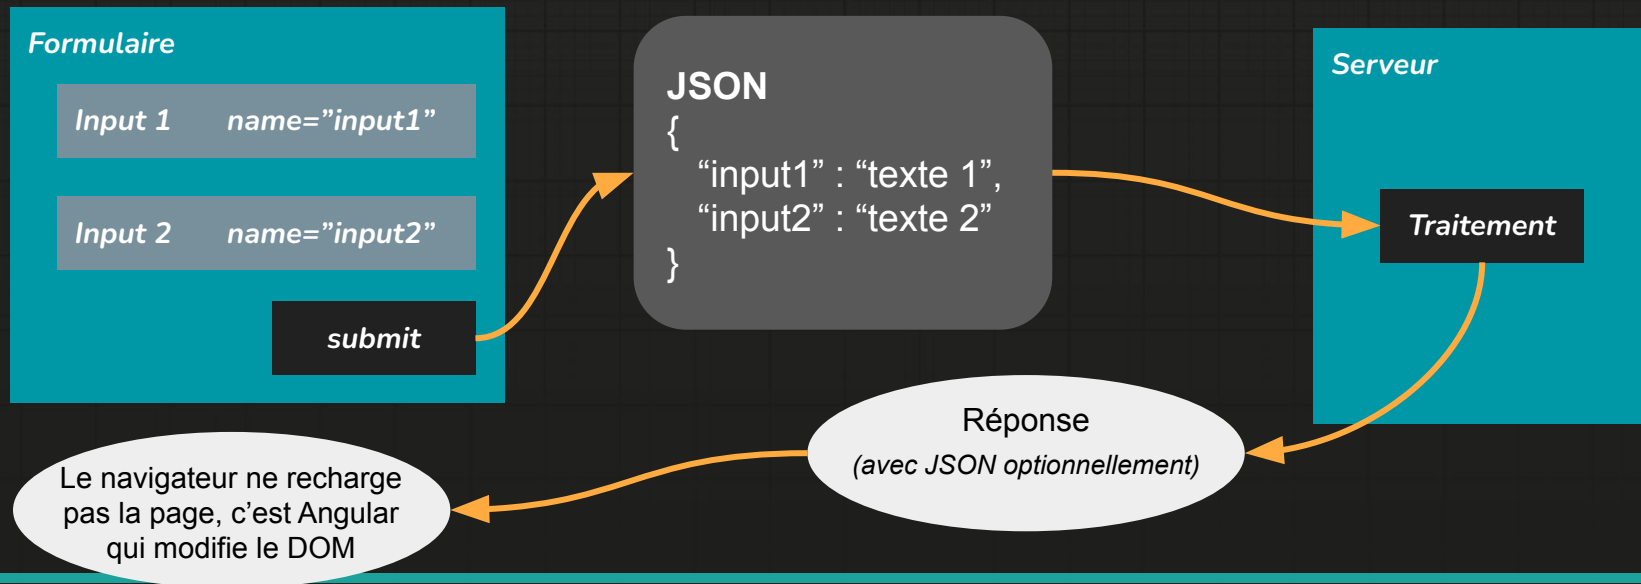 Formulaire
Input 1 name=”input1”
Input 2 name=”input2”
submit
JSON
{
“input1” : “texte 1”,
“input2” : “texte 2”
}
Serveur
Traitement
Réponse
(avec JSON optionnellement)
Le navigateur ne recharge
pas la page, c’est Angular
qui modifie le DOM